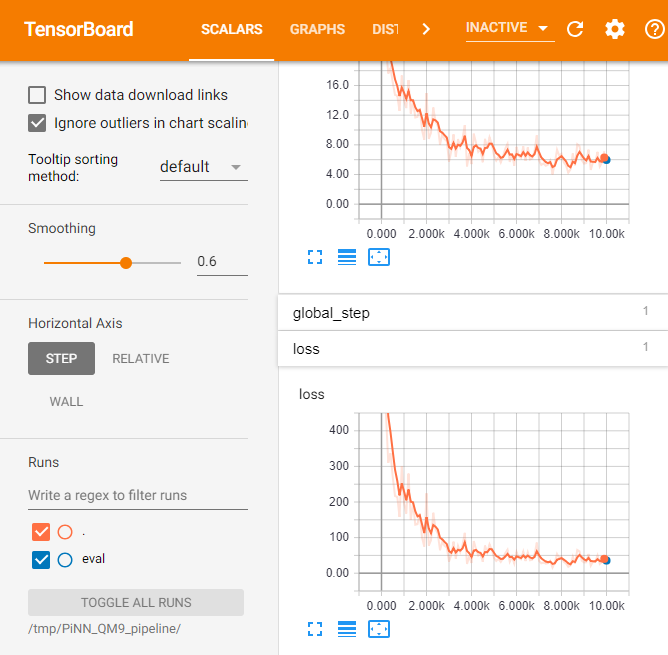 TensorBoard
SCALARS
GRAPHS
DIST
INACTIVE
Show data download links
Ignore outliers in chart scalin
Tooltip sorting
method:
default
Smoothing
0.6
Horizontal Axis
STEP
RELATIVE
WALL
Runs
Write a regex to filter runs
.
eval
TOGGLE ALL RUNS
/tmp/PiNN_QM9_pipeline/
16.0
12.0
8.00
4.00
0.00
0.000 2.000k 4.000k 6.000k 8.000k 10.00k
global_step 1
loss 1
loss
400
300
200
100
0.00
0.000 2.000k 4.000k 6.000k 8.000k 10.00k